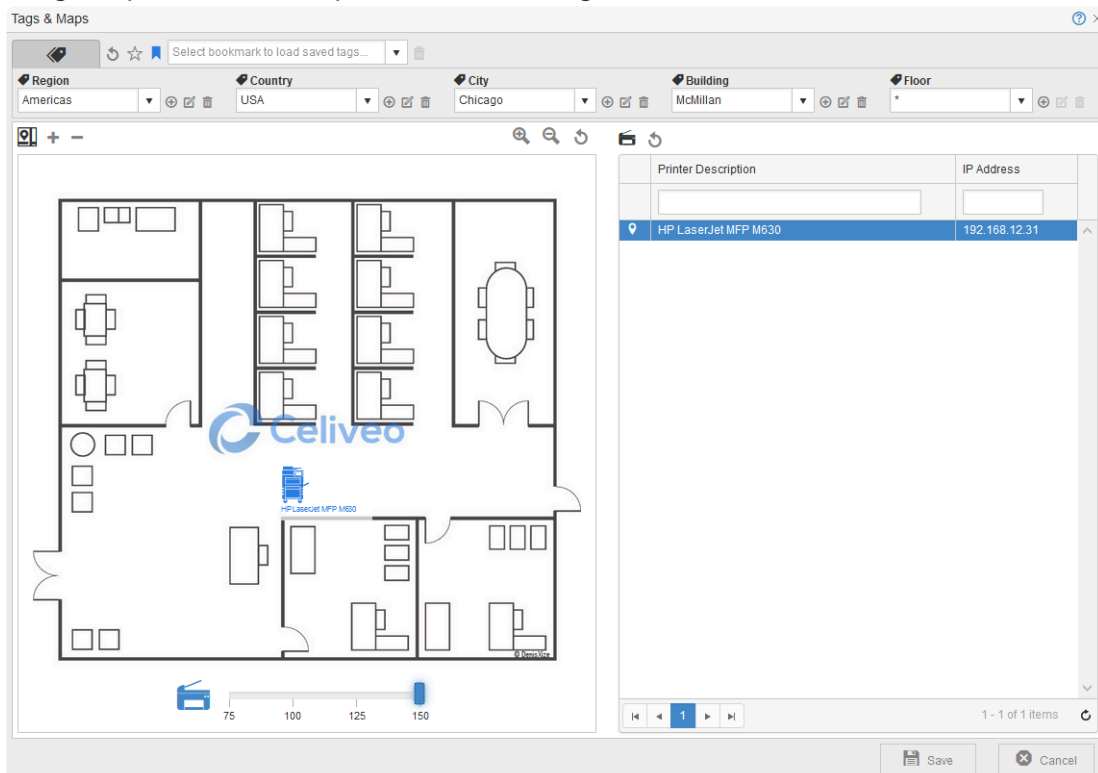 Tags & Maps
Select bookmark to load saved tags...
Region Country City Building Floor
Americas USA Chicago McMillan *
Printer Description IP Address
HP LaserJet MFP M630 192.168.12.31
Celiveo
HP LaserJet MFP M630
© Denis Xize
75 100 125 150
1 1 - 1 of 1 items
Save Cancel